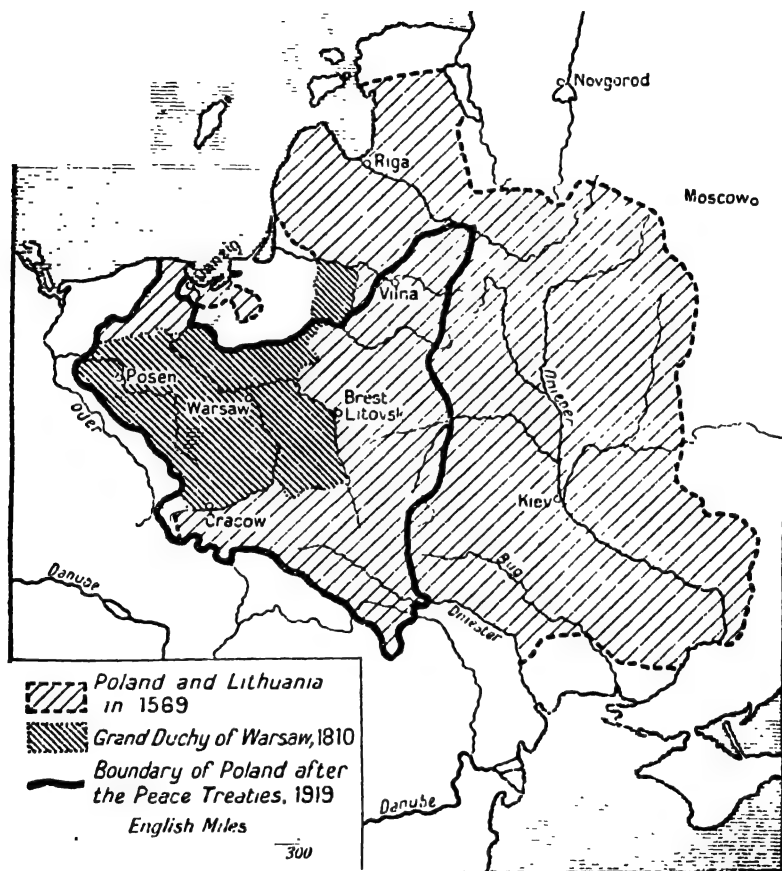 Novgorod
Riga
Moscow
Danzig
Vilna
Posen
Warsaw
Brest
Litovsk
Dnieper
Oder
Cracow
Kiev
Bug
Danube
Dniester
Poland and Lithuania
in 1569
Grand Duchy of Warsaw, 1810
Boundary of Poland after
the Peace Treaties, 1919
English Miles
300
Danube